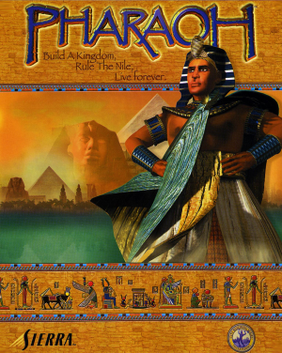 PHARAOH
Build A Kingdom.
Rule The Nile.
Live forever.
SIERRA